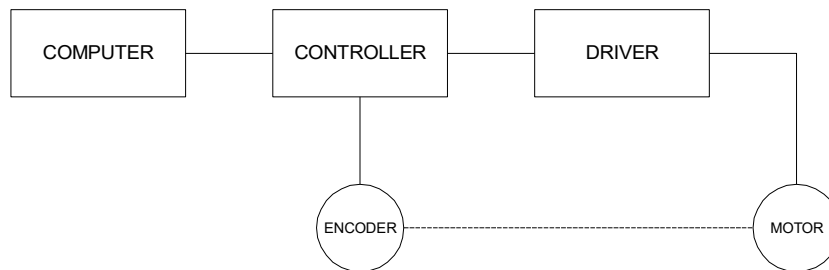 COMPUTER
CONTROLLER
DRIVER
ENCODER
MOTOR